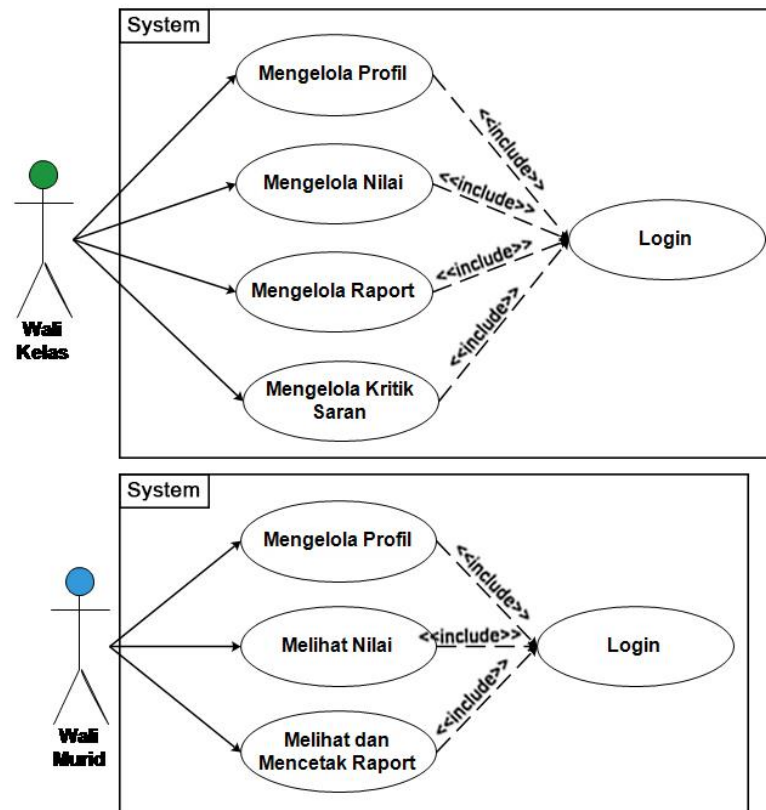 System
Mengelola Profil
<<include>>
Mengelola Nilai
<<include>>
Login
Mengelola Raport
<<include>>
Wali
Kelas
Mengelola Kritik
Saran
<<include>>
System
Mengelola Profil
<<include>>
Melihat Nilai
<<include>>
Login
Wali
Murid
Melihat dan
Mencetak Raport
<<include>>